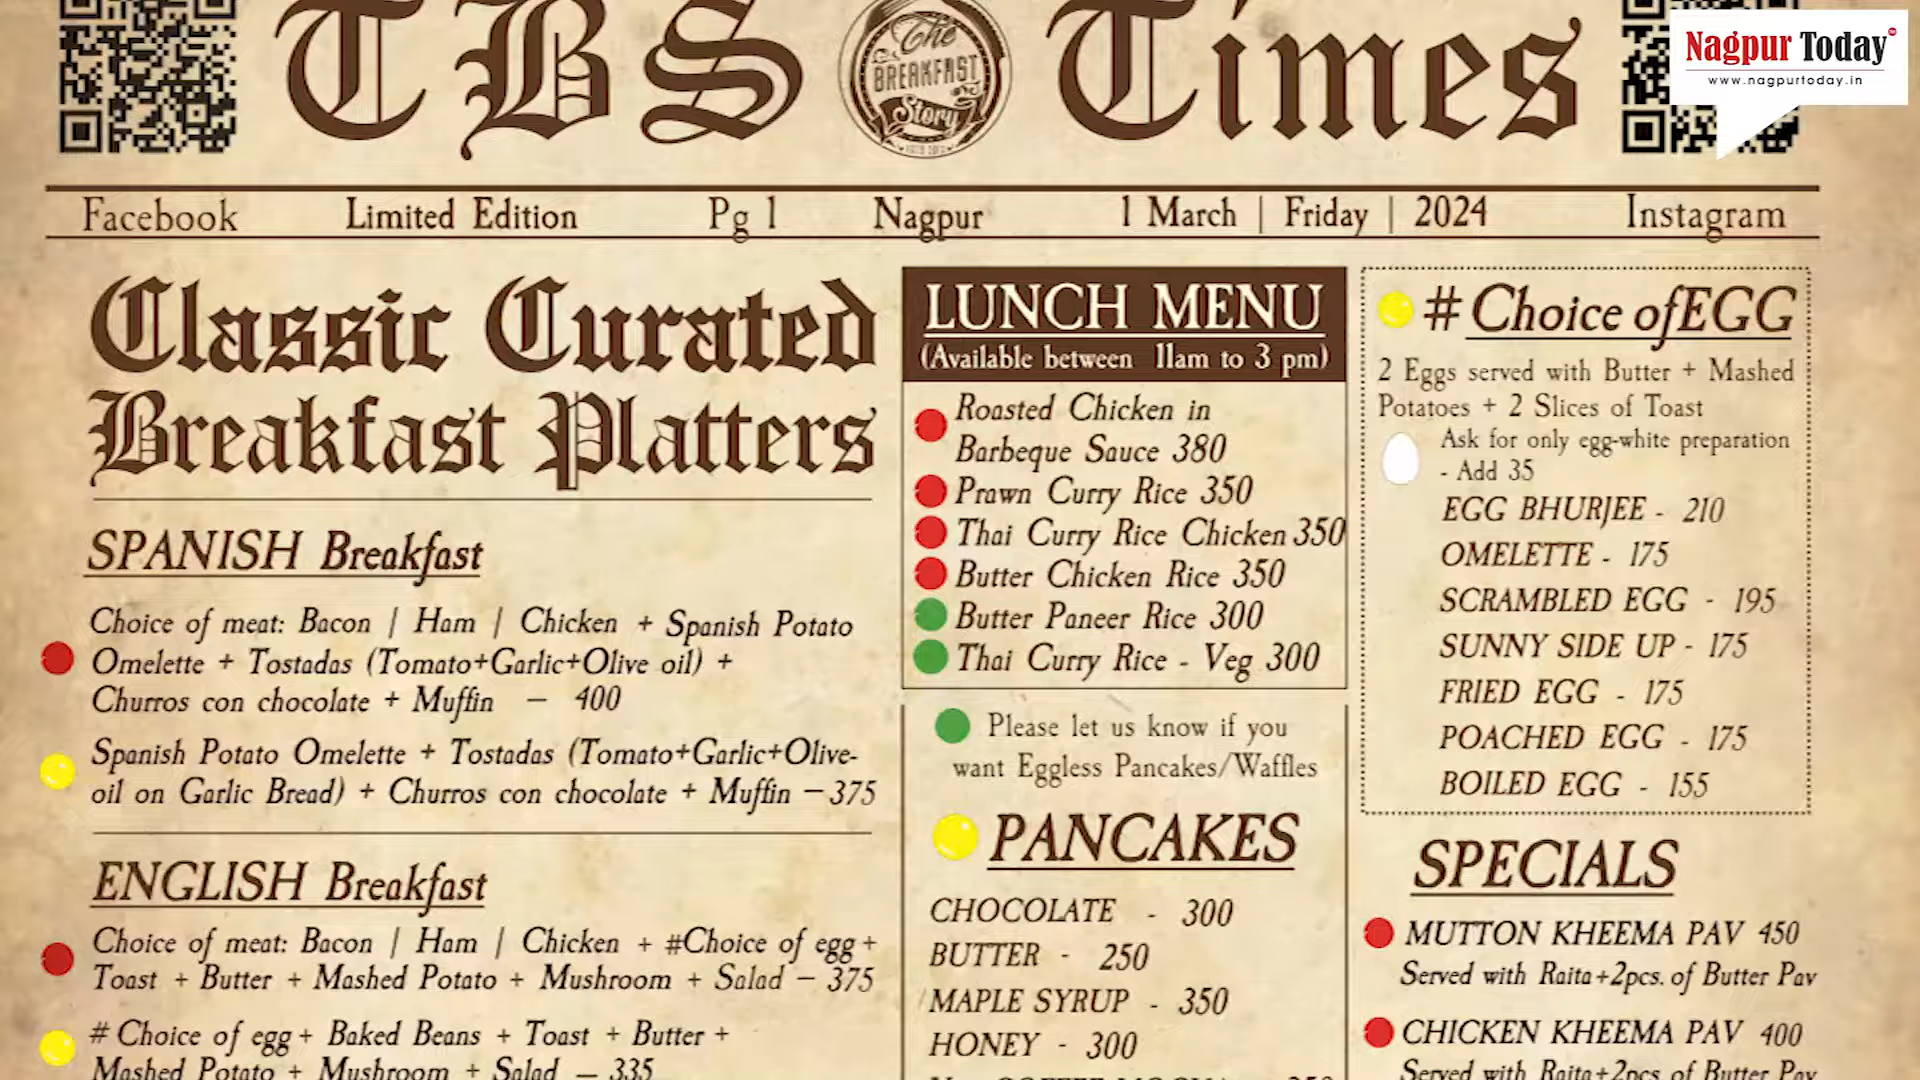 TBS Times
The
BREAKFAST
Story
Nagpur Today
www.nagpurtoday.in
Facebook Limited Edition Pg 1 Nagpur 1 March | Friday | 2024 Instagram
Classic Curated
Breakfast Platters
SPANISH Breakfast
Choice of meat: Bacon | Ham | Chicken + Spanish Potato
Omelette + Tostadas (Tomato+Garlic+Olive oil) +
Churros con chocolate + Muffin – 400
Spanish Potato Omelette + Tostadas (Tomato+Garlic+Olive-
oil on Garlic Bread) + Churros con chocolate + Muffin – 375
ENGLISH Breakfast
Choice of meat: Bacon | Ham | Chicken + #Choice of egg +
Toast + Butter + Mashed Potato + Mushroom + Salad – 375
# Choice of egg + Baked Beans + Toast + Butter +
Mashed Potato + Mushroom + Salad – 335
LUNCH MENU
(Available between 11am to 3 pm)
Roasted Chicken in
Barbeque Sauce 380
Prawn Curry Rice 350
Thai Curry Rice Chicken 350
Butter Chicken Rice 350
Butter Paneer Rice 300
Thai Curry Rice - Veg 300
Please let us know if you
want Eggless Pancakes/Waffles
PANCAKES
CHOCOLATE - 300
BUTTER - 250
MAPLE SYRUP - 350
HONEY - 300
# Choice of EGG
2 Eggs served with Butter + Mashed
Potatoes + 2 Slices of Toast
Ask for only egg-white preparation
- Add 35
EGG BHURJEE - 210
OMELETTE - 175
SCRAMBLED EGG - 195
SUNNY SIDE UP - 175
FRIED EGG - 175
POACHED EGG - 175
BOILED EGG - 155
SPECIALS
MUTTON KHEEMA PAV 450
Served with Raita+2pcs. of Butter Pav
CHICKEN KHEEMA PAV 400
Served with Raita+2pcs of Butter Pav